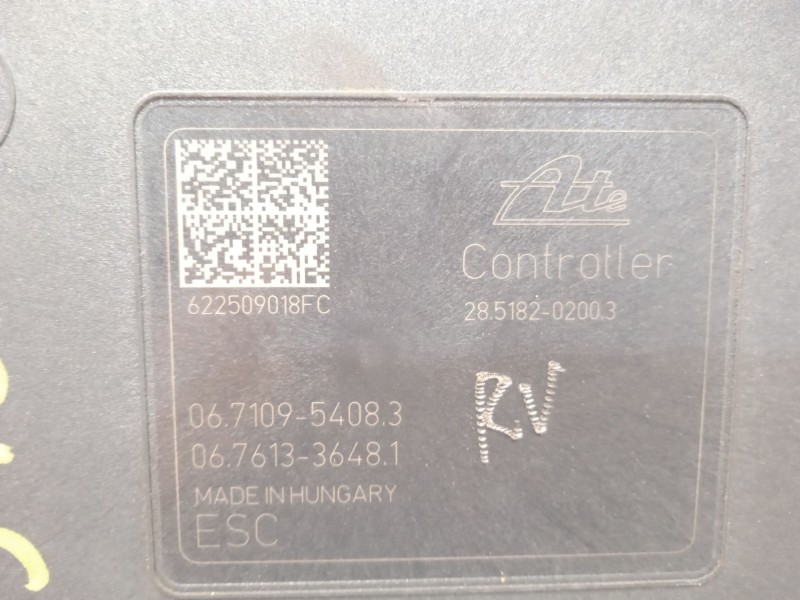 Ate
Controller
622509018FC
28.5182-0200.3
06.7109-5408.3
RV
06.7613-3648.1
MADE IN HUNGARY
ESC